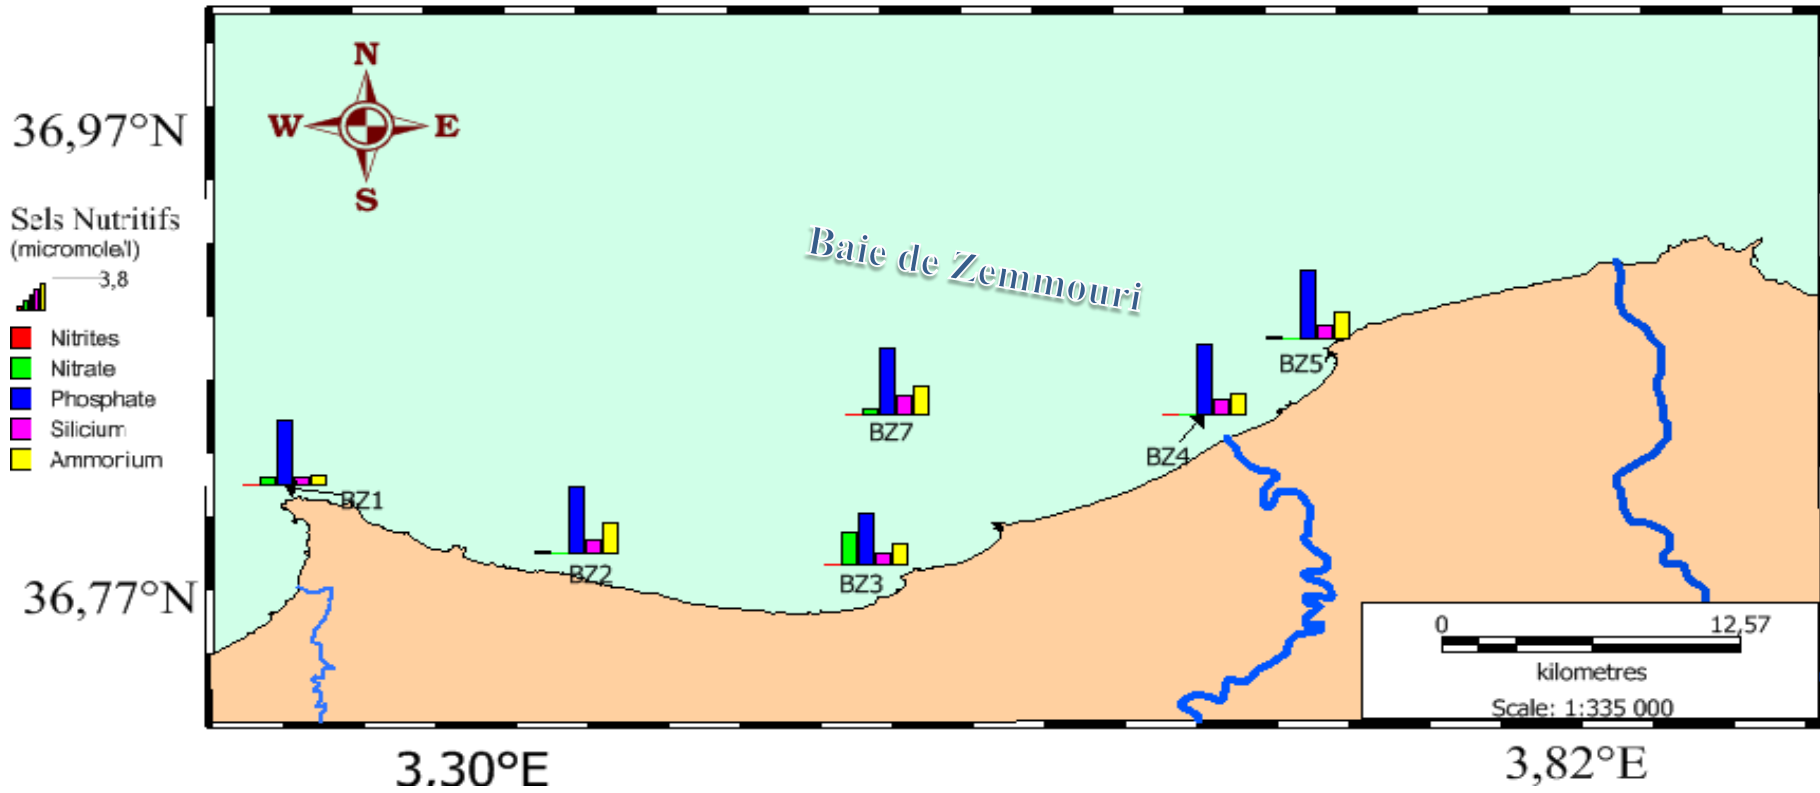 N
W E
S
36,97°N
Sels Nutritifs
(micromole/l)
3,8
Nitrites
Nitrale
Phosphate
Silicium
Ammorium
Baie de Zemmouri
BZ5
BZ7
BZ4
BZ1
BZ2
BZ3
36,77°N
0 12,57
kilometres
Scale: 1:335 000
3,30°E
3,82°E